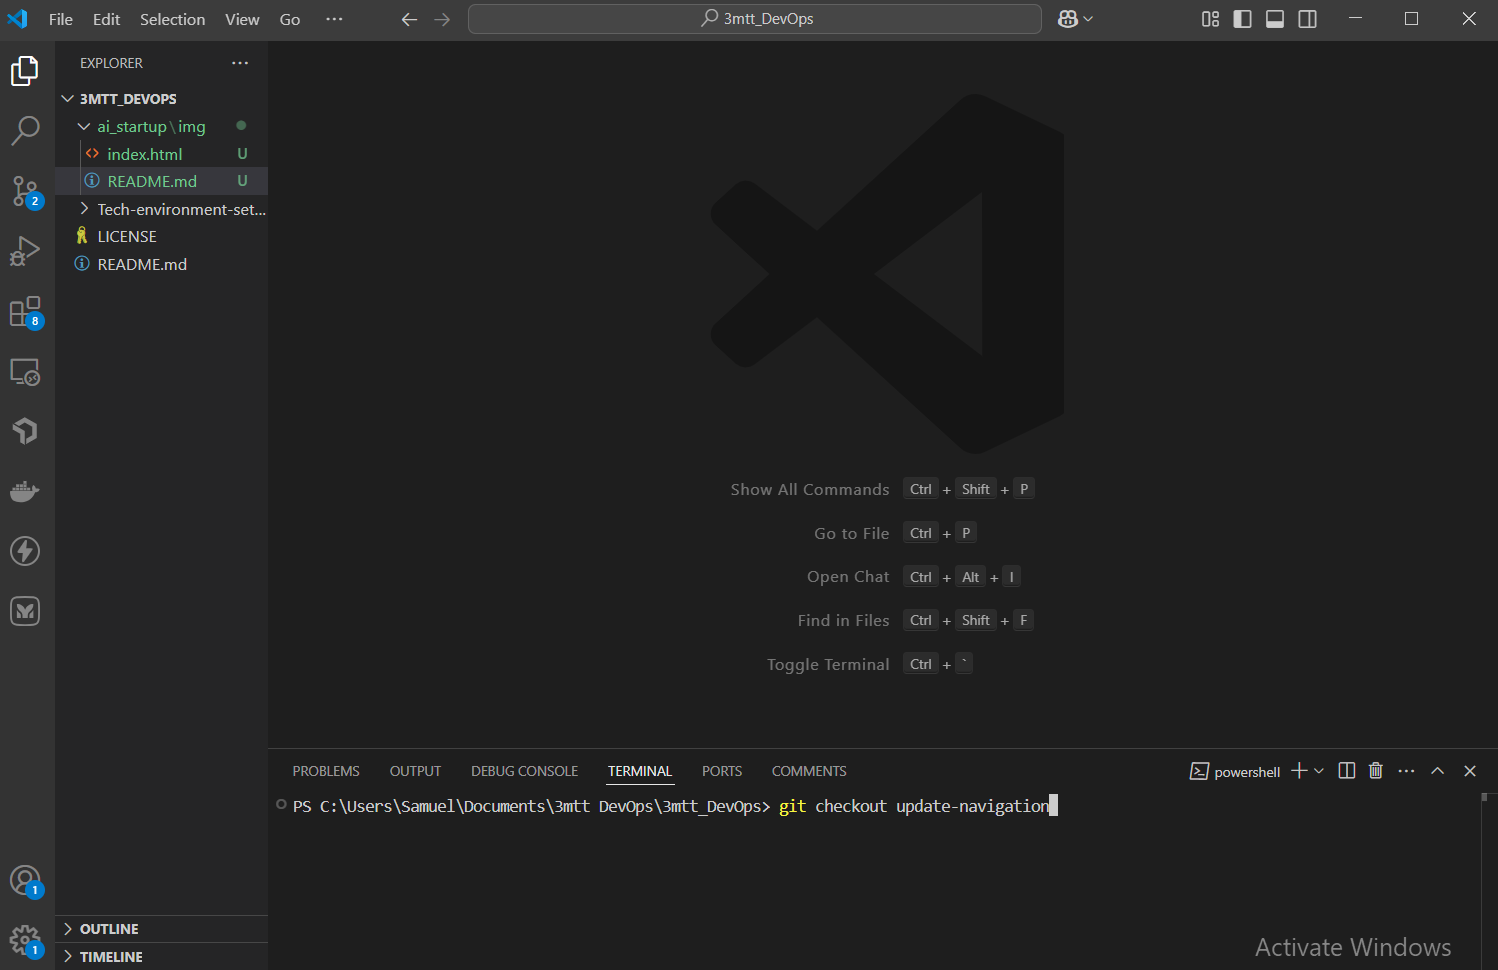 File Edit Selection View Go ···
3mtt_DevOps
EXPLORER ···
3MTT_DEVOPS
ai_startup\img
index.html U
README.md U
Tech-environment-set...
LICENSE
README.md
2
8
1
1
Show All Commands Ctrl + Shift + P
Go to File Ctrl + P
Open Chat Ctrl + Alt + I
Find in Files Ctrl + Shift + F
Toggle Terminal Ctrl + `
PROBLEMS OUTPUT DEBUG CONSOLE TERMINAL PORTS COMMENTS
powershell
PS C:\Users\Samuel\Documents\3mtt DevOps\3mtt_DevOps> git checkout update-navigation
OUTLINE
TIMELINE
Activate Windows